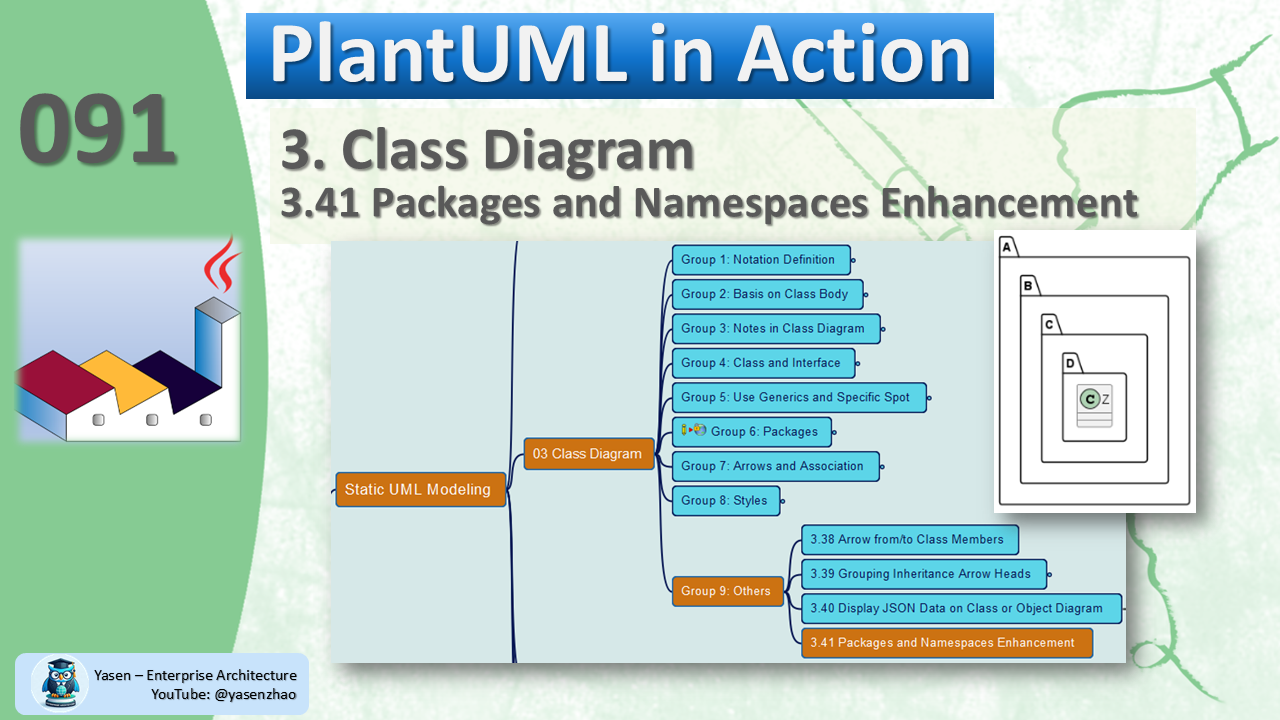 PlantUML in Action
091
3. Class Diagram
3.41 Packages and Namespaces Enhancement
Static UML Modeling
03 Class Diagram
Group 1: Notation Definition
Group 2: Basis on Class Body
Group 3: Notes in Class Diagram
Group 4: Class and Interface
Group 5: Use Generics and Specific Spot
Group 6: Packages
Group 7: Arrows and Association
Group 8: Styles
Group 9: Others
3.38 Arrow from/to Class Members
3.39 Grouping Inheritance Arrow Heads
3.40 Display JSON Data on Class or Object Diagram
3.41 Packages and Namespaces Enhancement
A
B
C
D
C Z
Yasen – Enterprise Architecture
YouTube: @yasenzhao